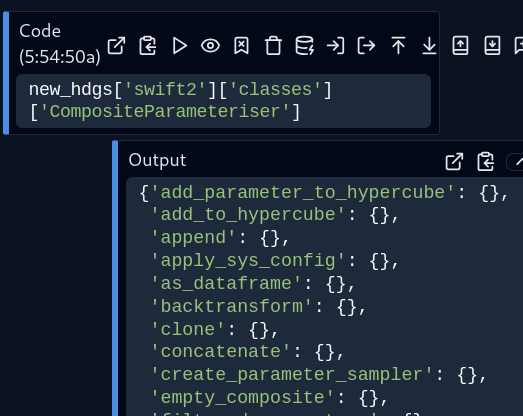 Code
(5:54:50a)
new_hdgs['swift2']['classes']
['CompositeParameteriser']
Output
{'add_parameter_to_hypercube': {},
'add_to_hypercube': {},
'append': {},
'apply_sys_config': {},
'as_dataframe': {},
'backtransform': {},
'clone': {},
'concatenate': {},
'create_parameter_sampler': {},
'empty_composite': {},